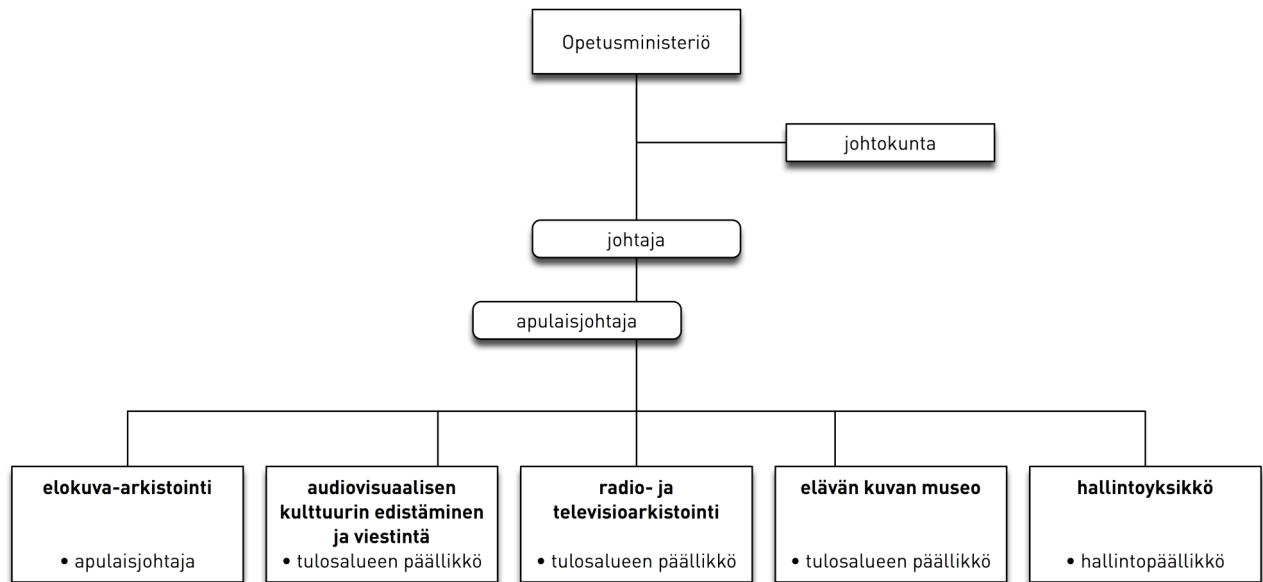 Opetusministeriö
johtokunta
johtaja
apulaisjohtaja
elokuva-arkistointi
• apulaisjohtaja
audiovisuaalisen
kulttuurin edistäminen
ja viestintä
• tulosalueen päällikkö
radio- ja
televisioarkistointi
• tulosalueen päällikkö
elävän kuvan museo
• tulosalueen päällikkö
hallintoyksikkö
• hallintopäällikkö